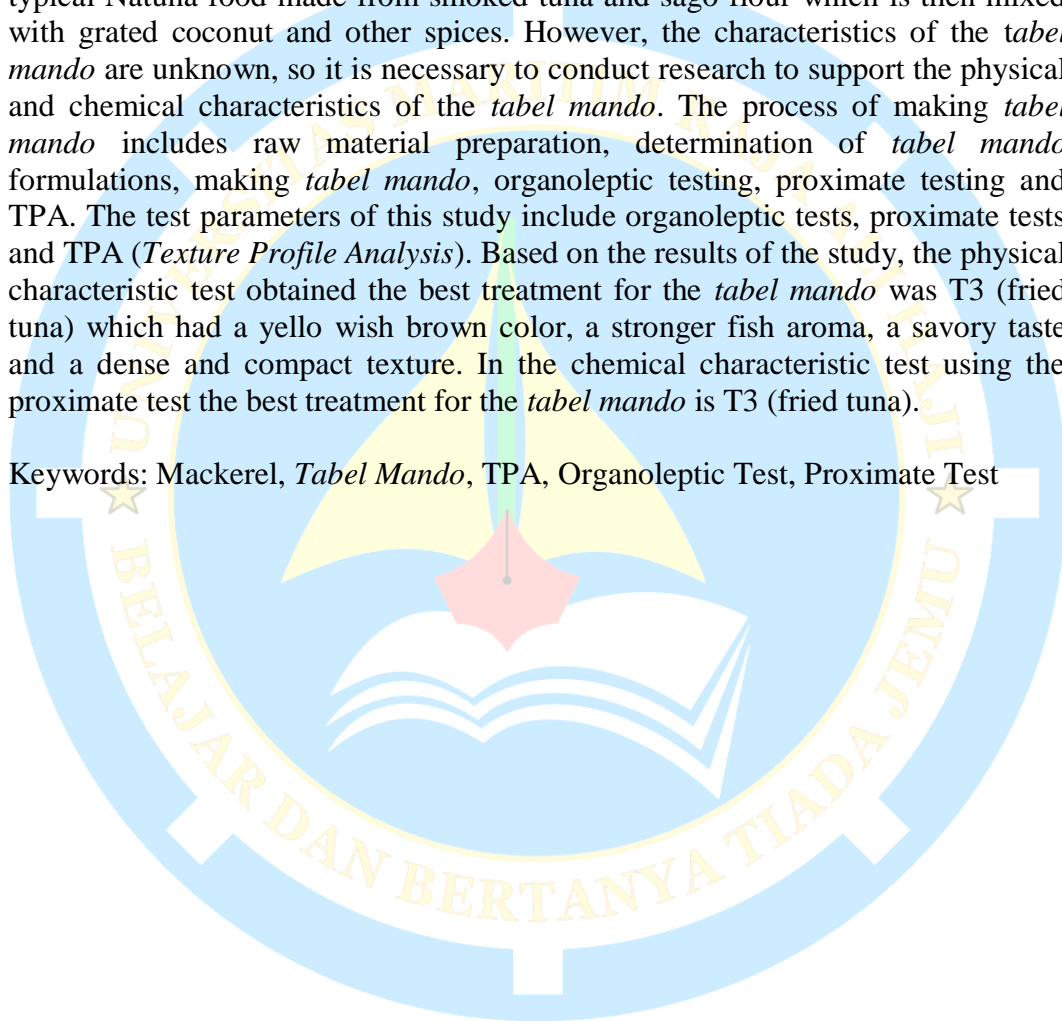 typical Natuna food made from smoked tuna and sago flour which is then mixed
with grated coconut and other spices. However, the characteristics of the tabel
mando are unknown, so it is necessary to conduct research to support the physical
and chemical characteristics of the tabel mando. The process of making tabel
mando includes raw material preparation, determination of tabel mando
formulations, making tabel mando, organoleptic testing, proximate testing and
TPA. The test parameters of this study include organoleptic tests, proximate tests
and TPA (Texture Profile Analysis). Based on the results of the study, the physical
characteristic test obtained the best treatment for the tabel mando was T3 (fried
tuna) which had a yello wish brown color, a stronger fish aroma, a savory taste
and a dense and compact texture. In the chemical characteristic test using the
proximate test the best treatment for the tabel mando is T3 (fried tuna).
Keywords: Mackerel, Tabel Mando, TPA, Organoleptic Test, Proximate Test
UNIVERSITAS MARITIM RAJA ALI HAJI
BELAJAR DAN BERTANYA TIADA JEMU